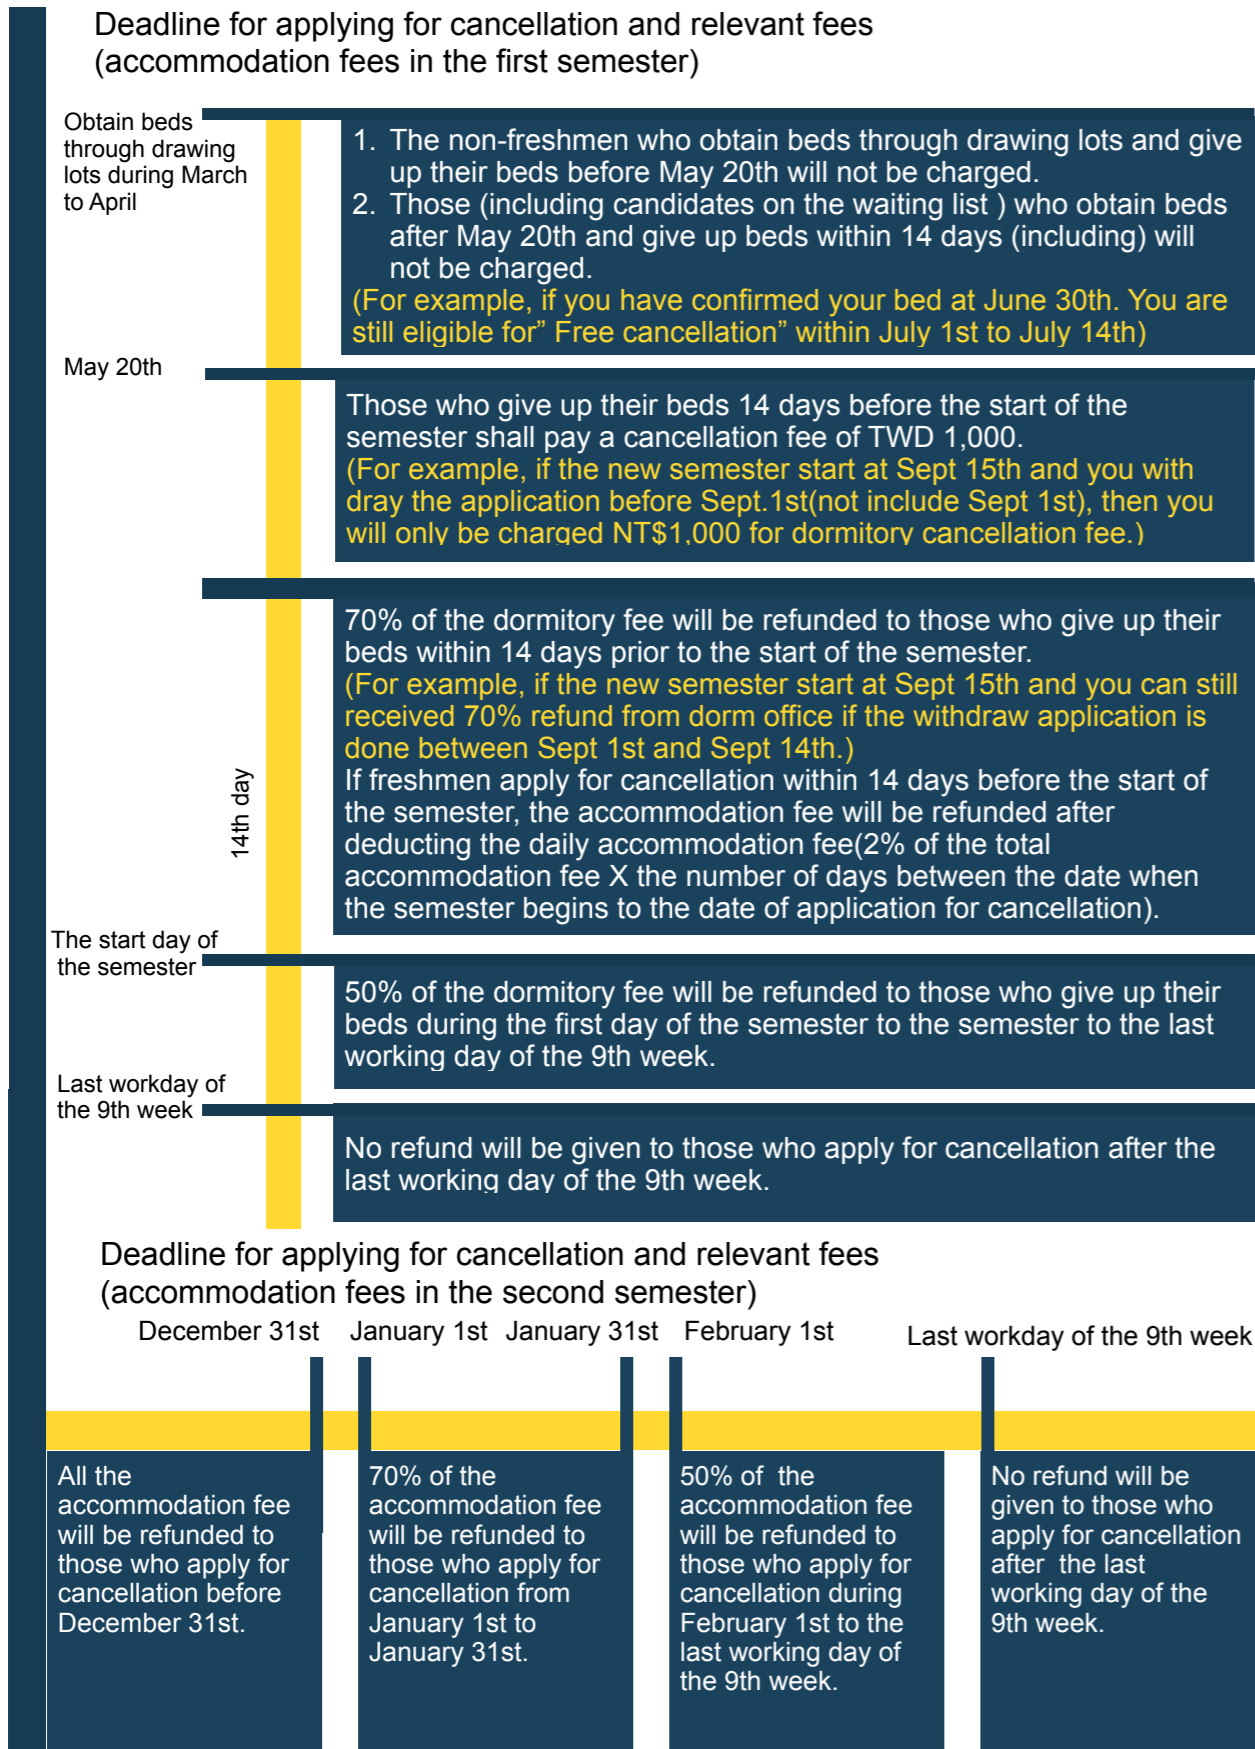 Deadline for applying for cancellation and relevant fees
(accommodation fees in the first semester)
Obtain beds
through drawing
lots during March
to April
1. The non-freshmen who obtain beds through drawing lots and give
up their beds before May 20th will not be charged.
2. Those (including candidates on the waiting list ) who obtain beds
after May 20th and give up beds within 14 days (including) will
not be charged.
(For example, if you have confirmed your bed at June 30th. You are
still eligible for” Free cancellation” within July 1st to July 14th)
May 20th
Those who give up their beds 14 days before the start of the
semester shall pay a cancellation fee of TWD 1,000.
(For example, if the new semester start at Sept 15th and you with
dray the application before Sept.1st(not include Sept 1st), then you
will only be charged NT$1,000 for dormitory cancellation fee.)
14th day
70% of the dormitory fee will be refunded to those who give up their
beds within 14 days prior to the start of the semester.
(For example, if the new semester start at Sept 15th and you can still
received 70% refund from dorm office if the withdraw application is
done between Sept 1st and Sept 14th.)
If freshmen apply for cancellation within 14 days before the start of
the semester, the accommodation fee will be refunded after
deducting the daily accommodation fee(2% of the total
accommodation fee X the number of days between the date when
the semester begins to the date of application for cancellation).
The start day of
the semester
50% of the dormitory fee will be refunded to those who give up their
beds during the first day of the semester to the semester to the last
working day of the 9th week.
Last workday of
the 9th week
No refund will be given to those who apply for cancellation after the
last working day of the 9th week.
Deadline for applying for cancellation and relevant fees
(accommodation fees in the second semester)
December 31st January 1st January 31st February 1st Last workday of the 9th week
All the
accommodation fee
will be refunded to
those who apply for
cancellation before
December 31st.
70% of the
accommodation fee
will be refunded to
those who apply for
cancellation from
January 1st to
January 31st.
50% of the
accommodation fee
will be refunded to
those who apply for
cancellation during
February 1st to the
last working day of
the 9th week.
No refund will be
given to those who
apply for cancellation
after the last
working day of the
9th week.